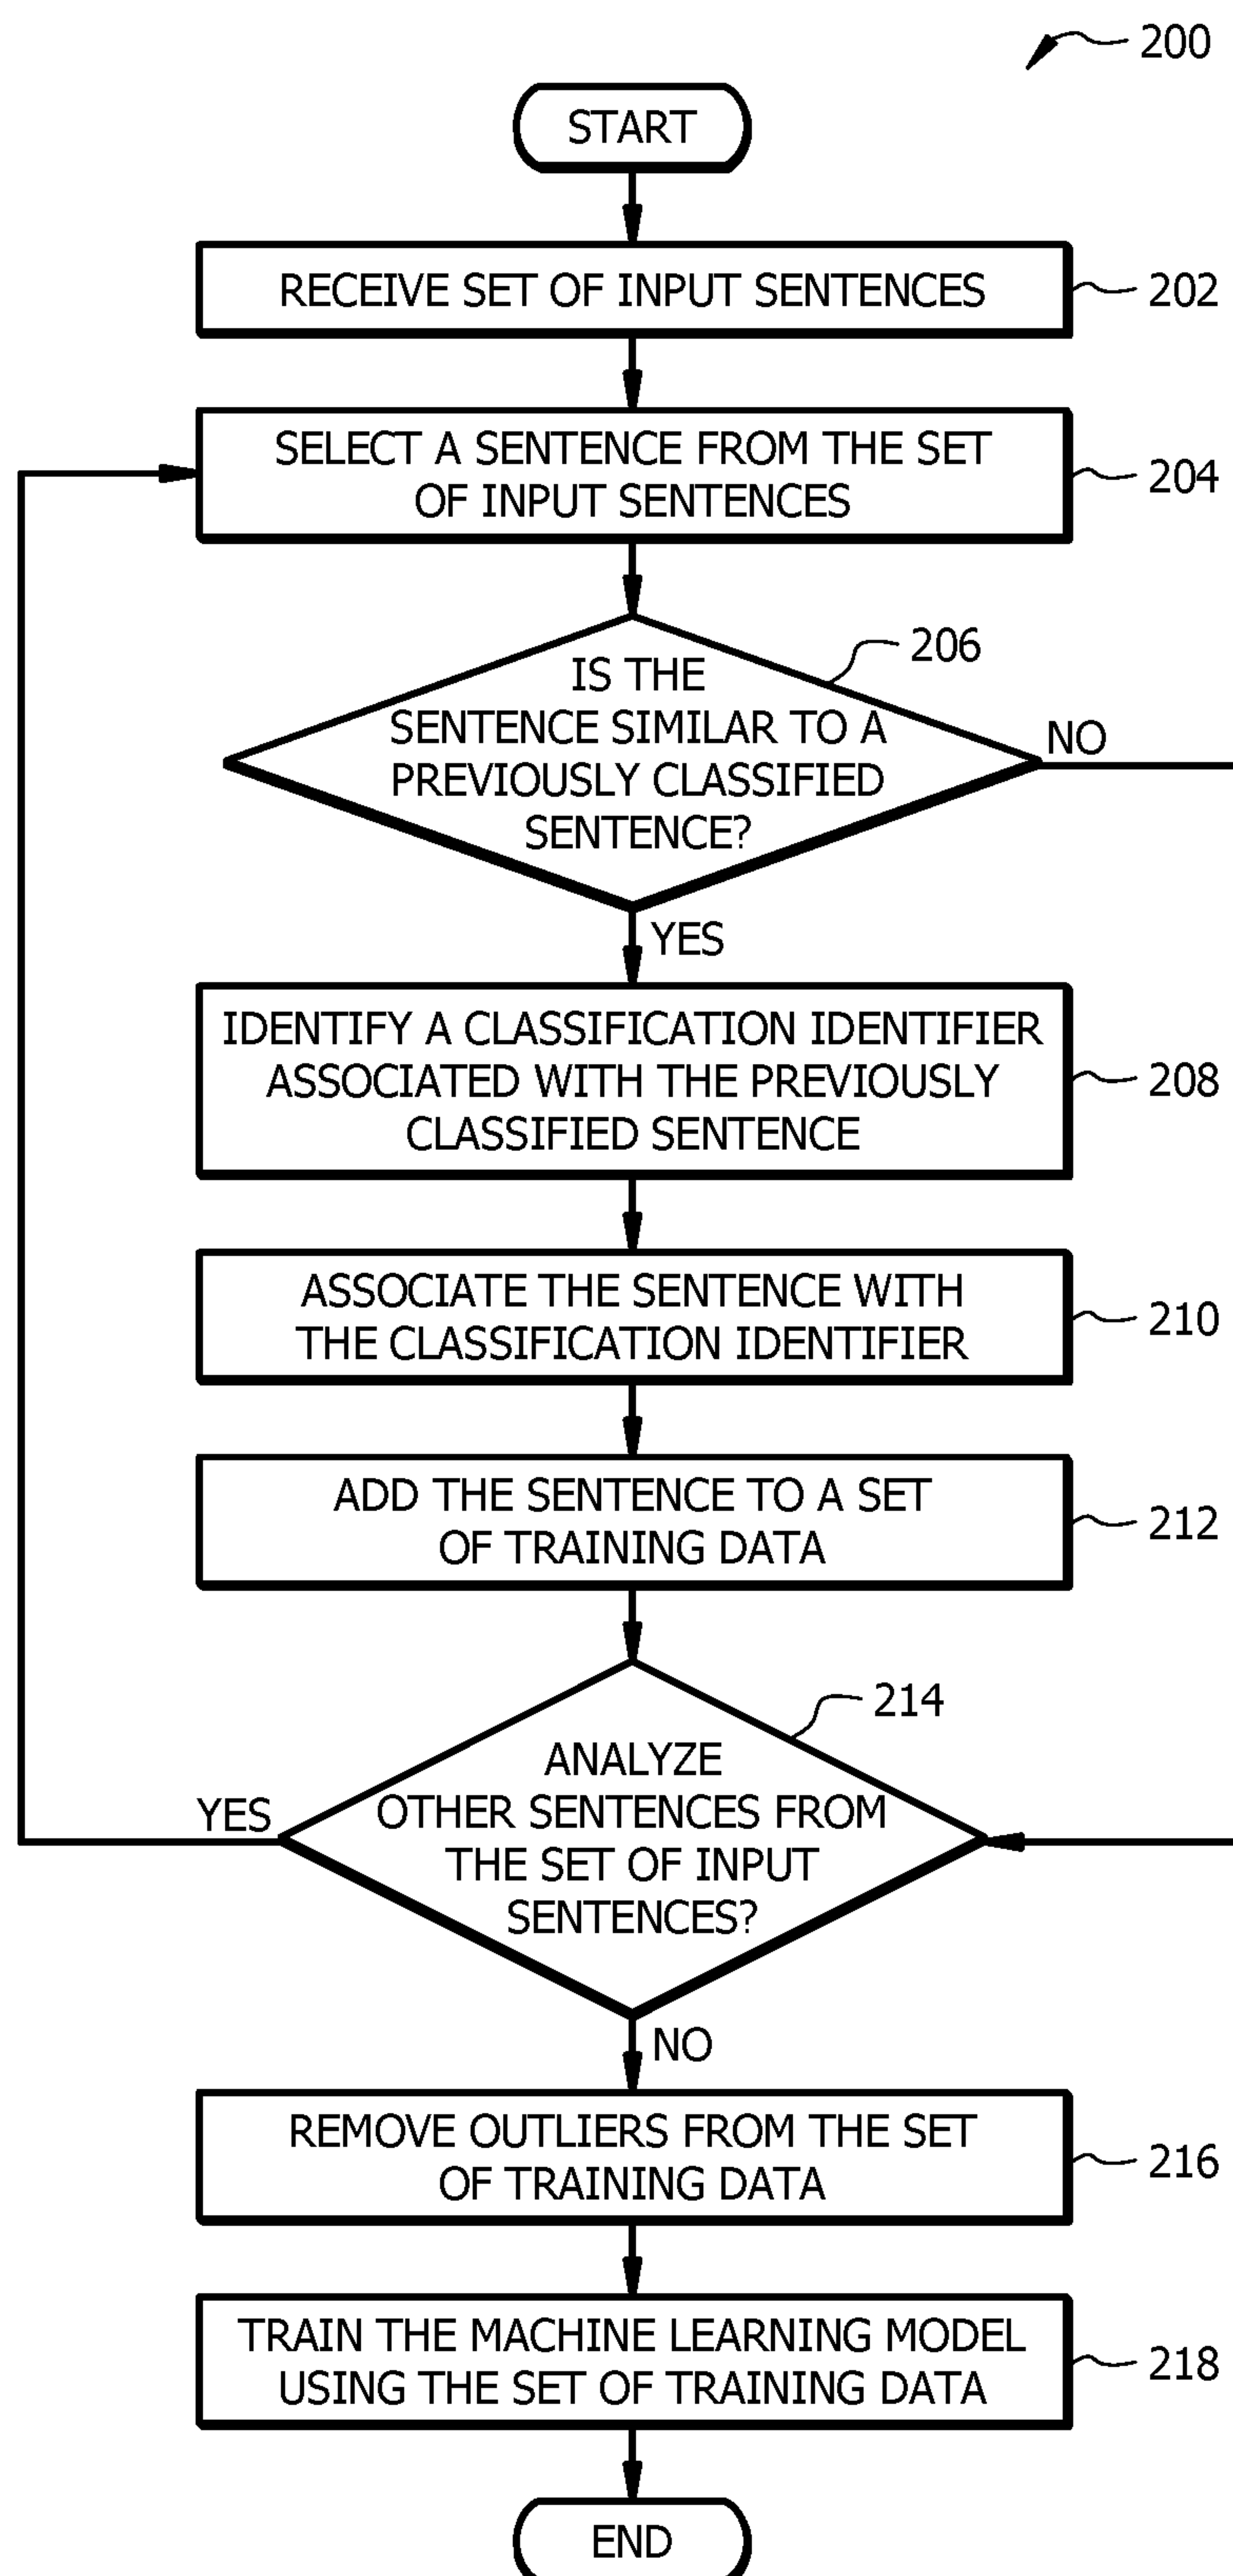 200
START
RECEIVE SET OF INPUT SENTENCES
202
SELECT A SENTENCE FROM THE SET
OF INPUT SENTENCES
204
206
IS THE
SENTENCE SIMILAR TO A
PREVIOUSLY CLASSIFIED
SENTENCE?
NO
YES
IDENTIFY A CLASSIFICATION IDENTIFIER
ASSOCIATED WITH THE PREVIOUSLY
CLASSIFIED SENTENCE
208
ASSOCIATE THE SENTENCE WITH
THE CLASSIFICATION IDENTIFIER
210
ADD THE SENTENCE TO A SET
OF TRAINING DATA
212
214
ANALYZE
OTHER SENTENCES FROM
THE SET OF INPUT
SENTENCES?
YES
NO
REMOVE OUTLIERS FROM THE SET
OF TRAINING DATA
216
TRAIN THE MACHINE LEARNING MODEL
USING THE SET OF TRAINING DATA
218
END